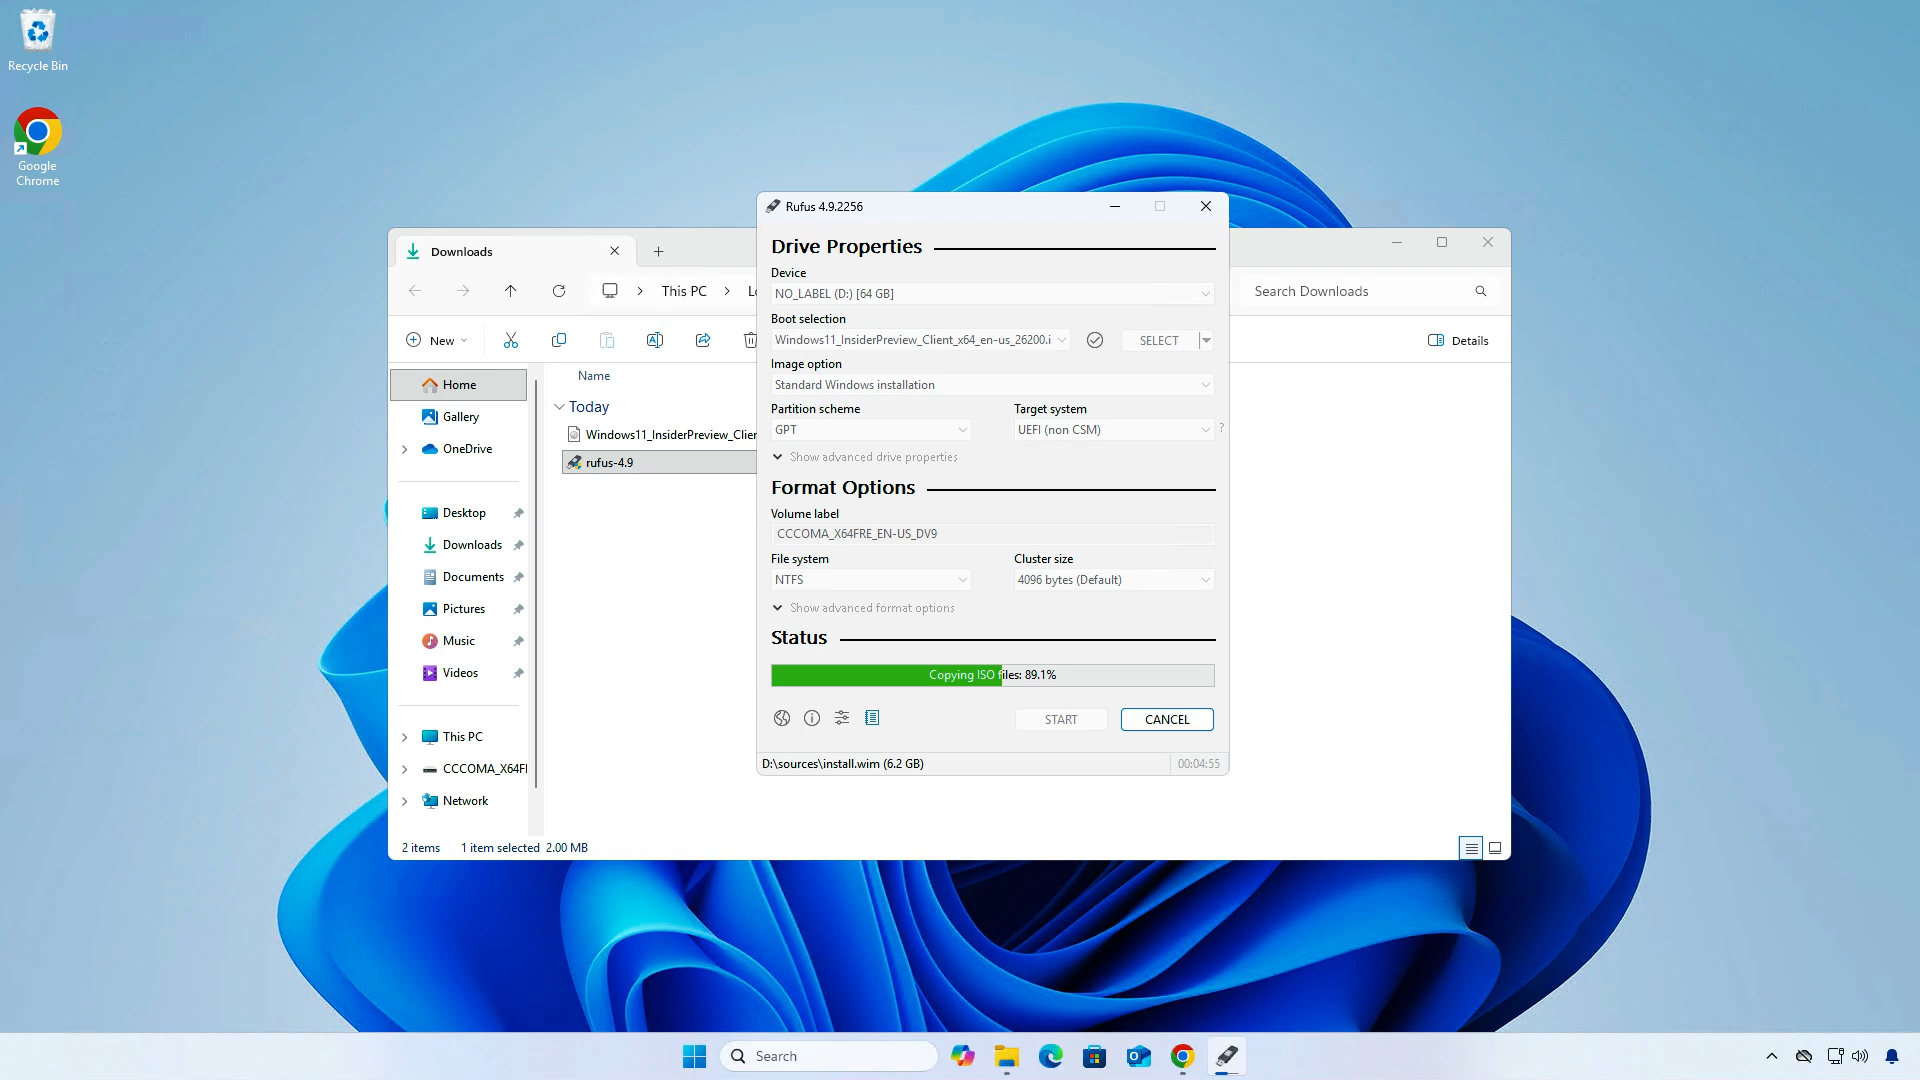 Recycle Bin
Google
Chrome
Downloads
This PC
Search Downloads
New
Details
Home
Gallery
OneDrive
Desktop
Downloads
Documents
Pictures
Music
Videos
This PC
CCCOMA_X64F
Network
Name
Today
Windows11_InsiderPreview_Clie
rufus-4.9
2 items
1 item selected 2.00 MB
Rufus 4.9.2256
Drive Properties
Device
NO_LABEL (D:) [64 GB]
Boot selection
Windows11_InsiderPreview_Client_x64_en-us_26200.i
SELECT
Image option
Standard Windows installation
Partition scheme
Target system
GPT
UEFI (non CSM)
?
Show advanced drive properties
Format Options
Volume label
CCCOMA_X64FRE_EN-US_DV9
File system
Cluster size
NTFS
4096 bytes (Default)
Show advanced format options
Status
Copying ISO files: 89.1%
START
CANCEL
D:\sources\install.wim (6.2 GB)
00:04:55
Search